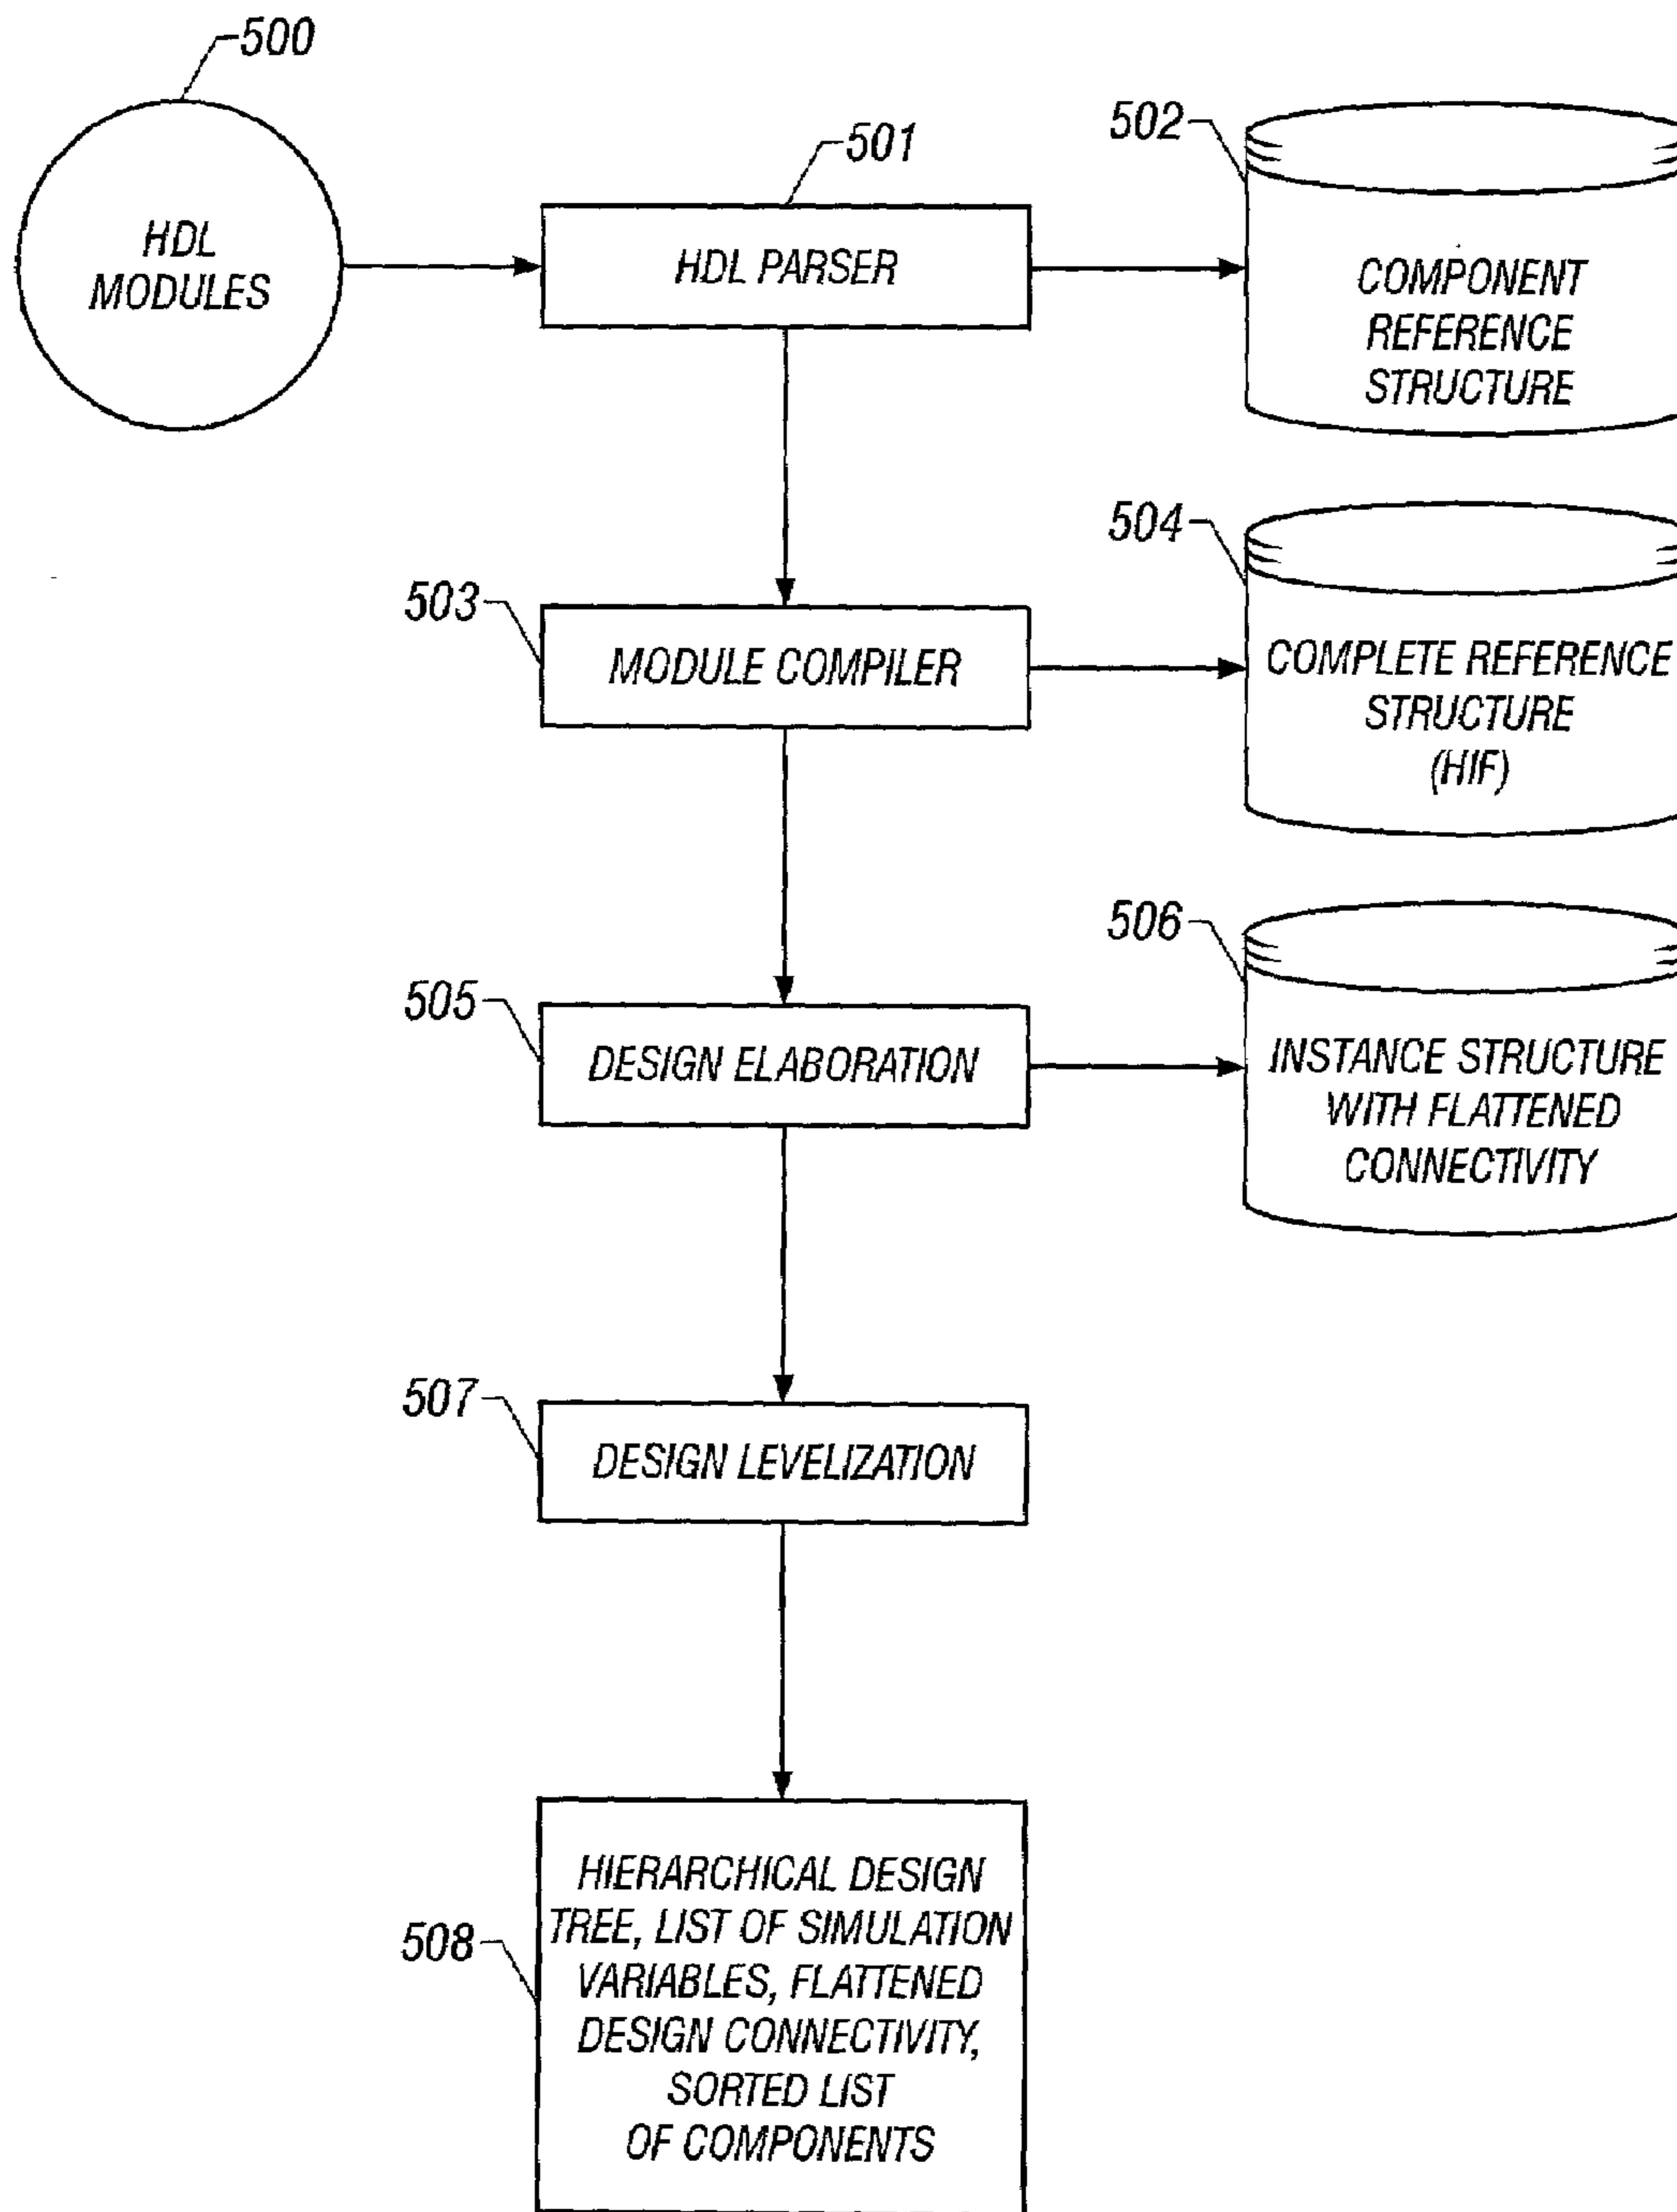 500
HDL
MODULES
501
HDL PARSER
502
COMPONENT
REFERENCE
STRUCTURE
503
MODULE COMPILER
504
COMPLETE REFERENCE
STRUCTURE
(HIF)
505
DESIGN ELABORATION
506
INSTANCE STRUCTURE
WITH FLATTENED
CONNECTIVITY
507
DESIGN LEVELIZATION
508
HIERARCHICAL DESIGN
TREE, LIST OF SIMULATION
VARIABLES, FLATTENED
DESIGN CONNECTIVITY,
SORTED LIST
OF COMPONENTS